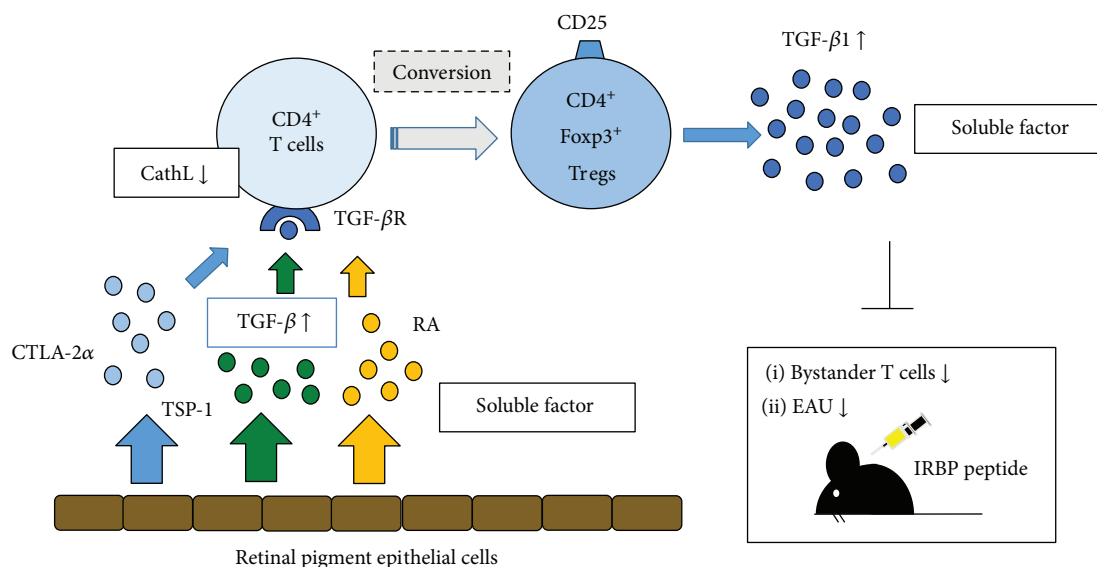 CD25
TGF-β1 ↑
Conversion
CD4⁺
T cells
CD4⁺
Foxp3⁺
Tregs
Soluble factor
CathL ↓
TGF-βR
TGF-β ↑
RA
CTLA-2α
TSP-1
Soluble factor
(i) Bystander T cells ↓
(ii) EAU ↓
IRBP peptide
Retinal pigment epithelial cells